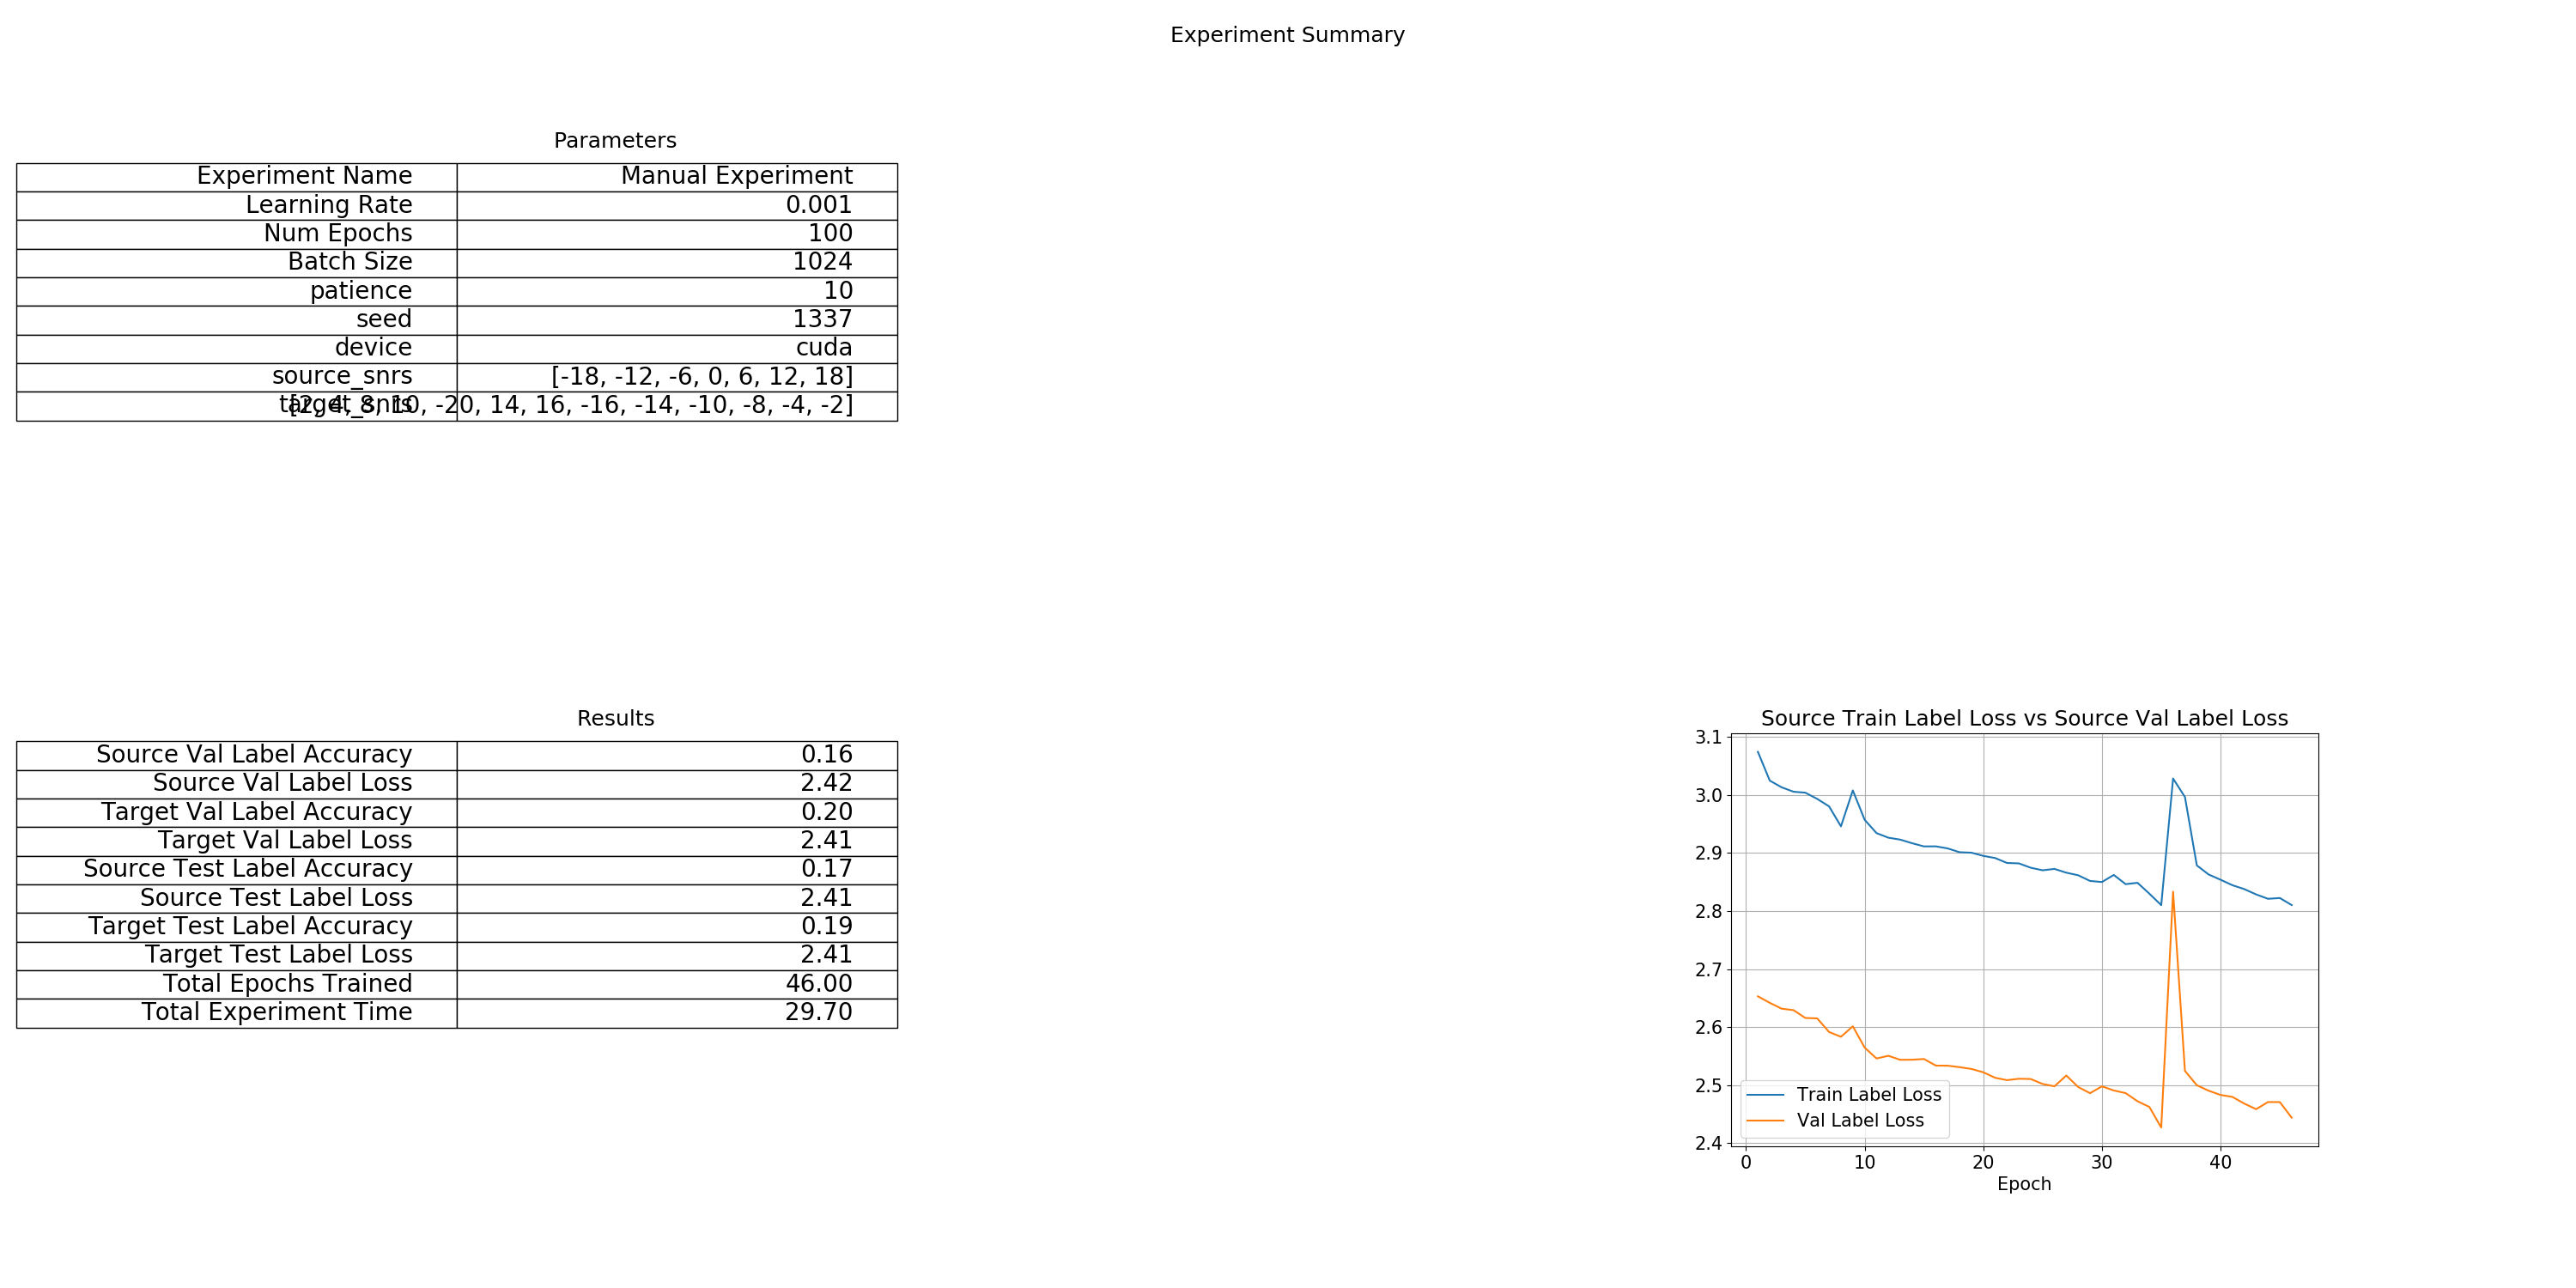 Experiment Summary
Parameters
Experiment Name Manual Experiment
Learning Rate 0.001
Num Epochs 100
Batch Size 1024
patience 10
seed 1337
device cuda
source_snrs [-18, -12, -6, 0, 6, 12, 18]
target_snrs [2, 4, 8, 10, -20, 14, 16, -16, -14, -10, -8, -4, -2]
Results
Source Val Label Accuracy 0.16
Source Val Label Loss 2.42
Target Val Label Accuracy 0.20
Target Val Label Loss 2.41
Source Test Label Accuracy 0.17
Source Test Label Loss 2.41
Target Test Label Accuracy 0.19
Target Test Label Loss 2.41
Total Epochs Trained 46.00
Total Experiment Time 29.70
Source Train Label Loss vs Source Val Label Loss
3.1
3.0
2.9
2.8
2.7
2.6
2.5
2.4
Train Label Loss
Val Label Loss
0 10 20 30 40
Epoch